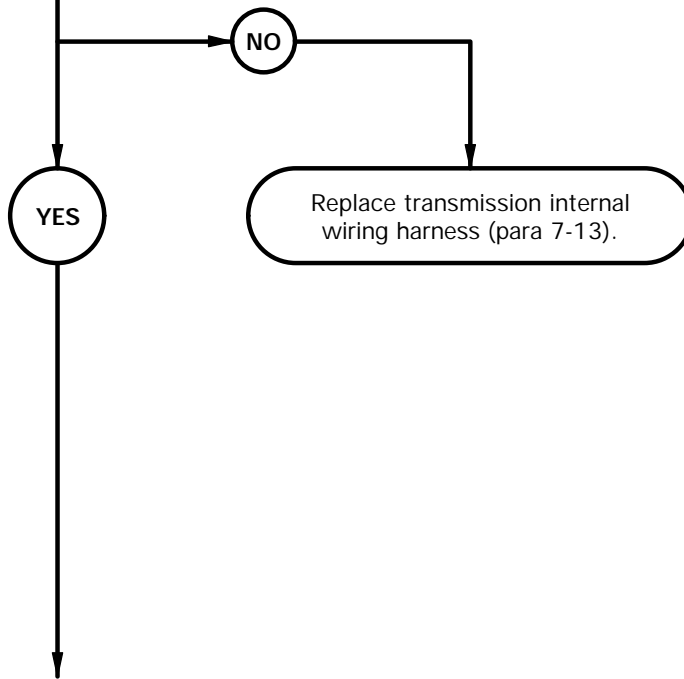 NO
YES
Replace transmission internal
wiring harness (para 7-13).